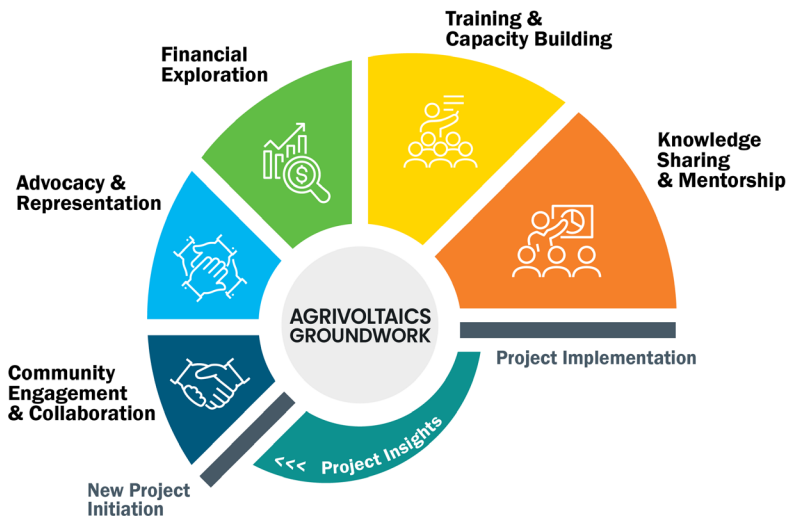 Training &
Capacity Building
Financial
Exploration
Knowledge
Sharing
& Mentorship
Advocacy &
Representation
$
AGRIVOLTAICS
GROUNDWORK
Project Implementation
Community
Engagement
& Collaboration
<<< Project Insights
New Project
Initiation